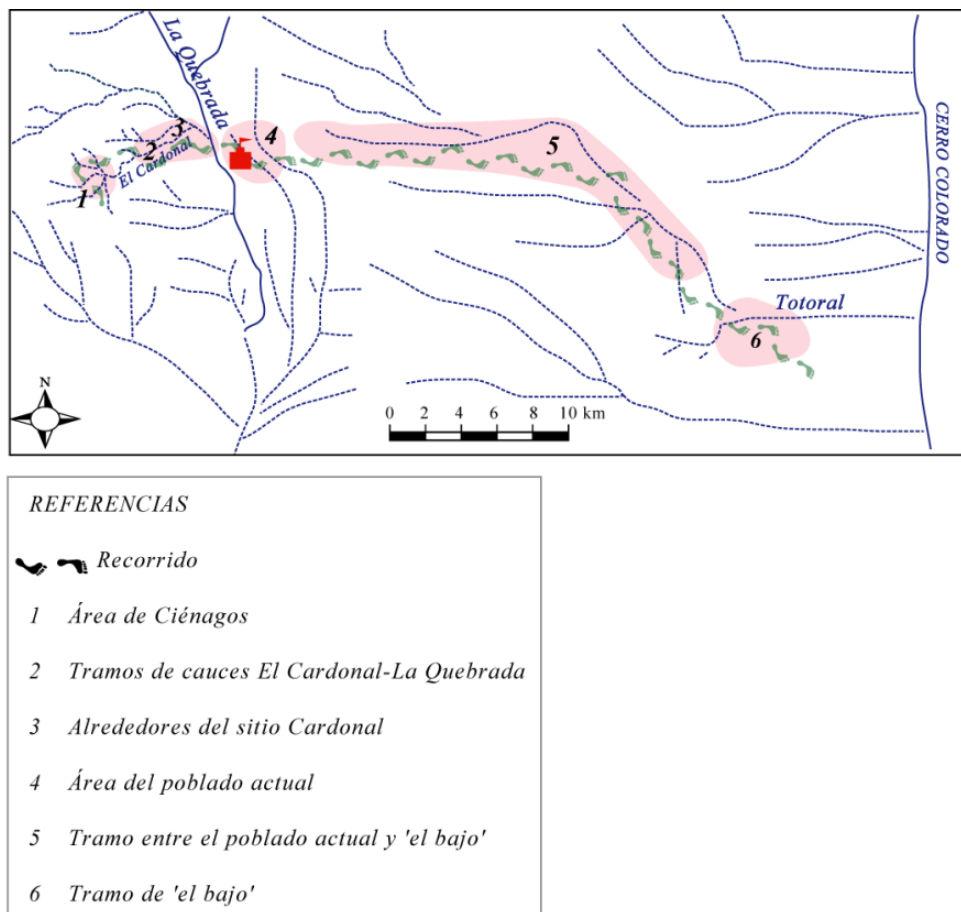 La Quebrada
3
4
2
El Cardonal
5
1
CERRO COLORADO
Totoral
6
N
0 2 4 6 8 10 km
REFERENCIAS
Recorrido
1 Área de Ciénagos
2 Tramos de cauces El Cardonal-La Quebrada
3 Alrededores del sitio Cardonal
4 Área del poblado actual
5 Tramo entre el poblado actual y 'el bajo'
6 Tramo de 'el bajo'